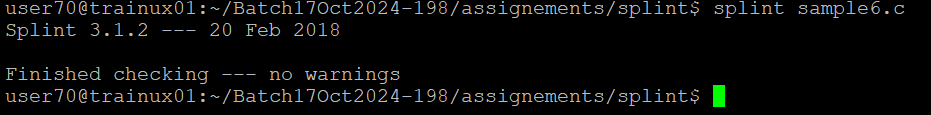 user70@trainux01:~/Batch17Oct2024-198/assignements/splint$ splint sample6.c
Splint 3.1.2 --- 20 Feb 2018
Finished checking --- no warnings
user70@trainux01:~/Batch17Oct2024-198/assignements/splint$